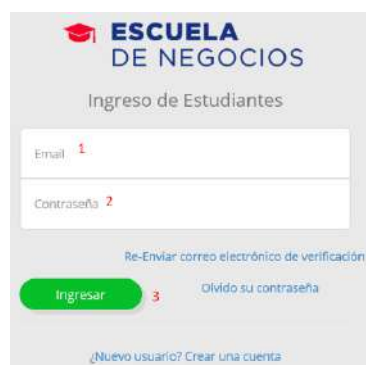 ESCUELA
DE NEGOCIOS
Ingreso de Estudiantes
Email 1
Contraseña 2
Re-Enviar correo electrónico de verificación
Ingresar 3 Olvido su contraseña
¿Nuevo usuario? Crear una cuenta